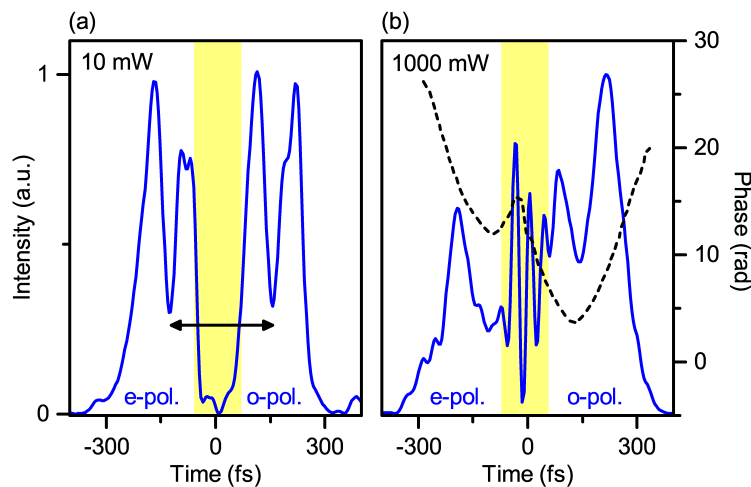 (a)
(b)
10 mW
1000 mW
1
0
30
20
10
0
Intensity (a.u.)
Phase (rad)
e-pol.
o-pol.
e-pol.
o-pol.
-300
0
300
-300
0
300
Time (fs)
Time (fs)